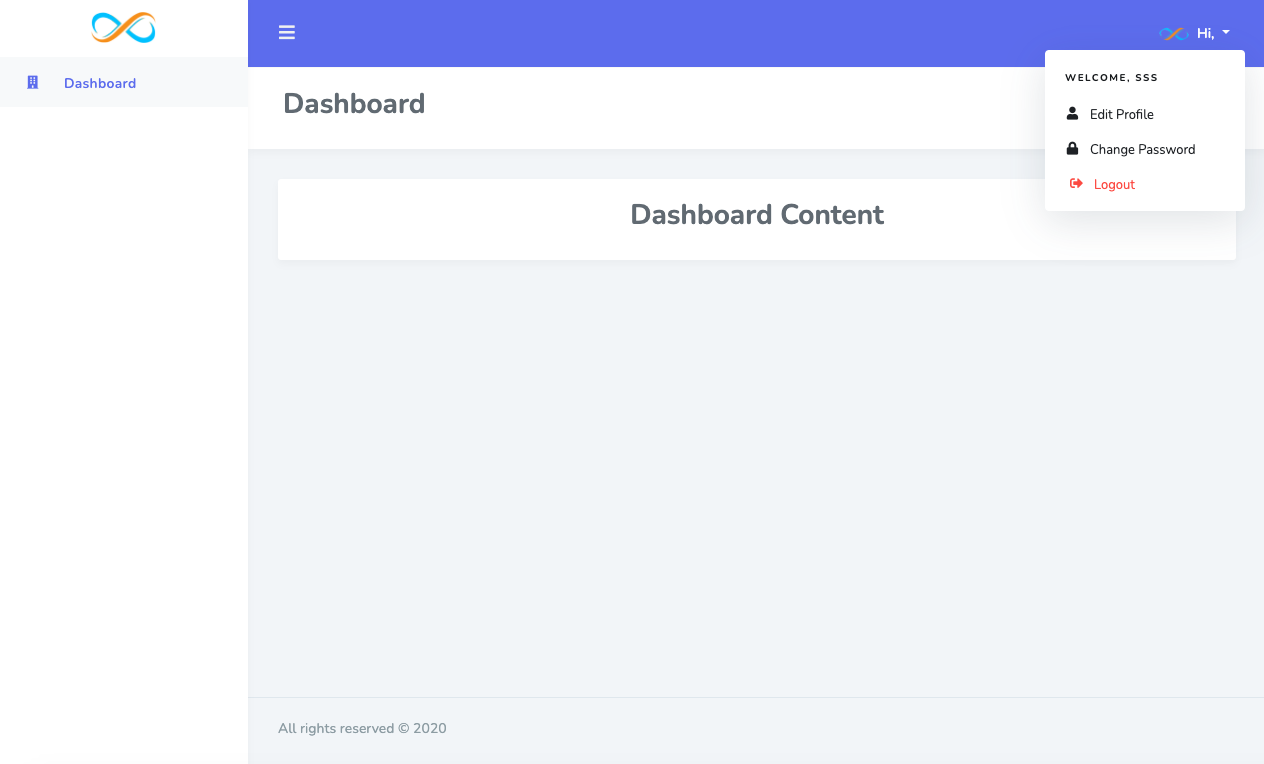 Hi,
Dashboard
WELCOME, SSS
Dashboard
Edit Profile
Change Password
Logout
Dashboard Content
All rights reserved © 2020